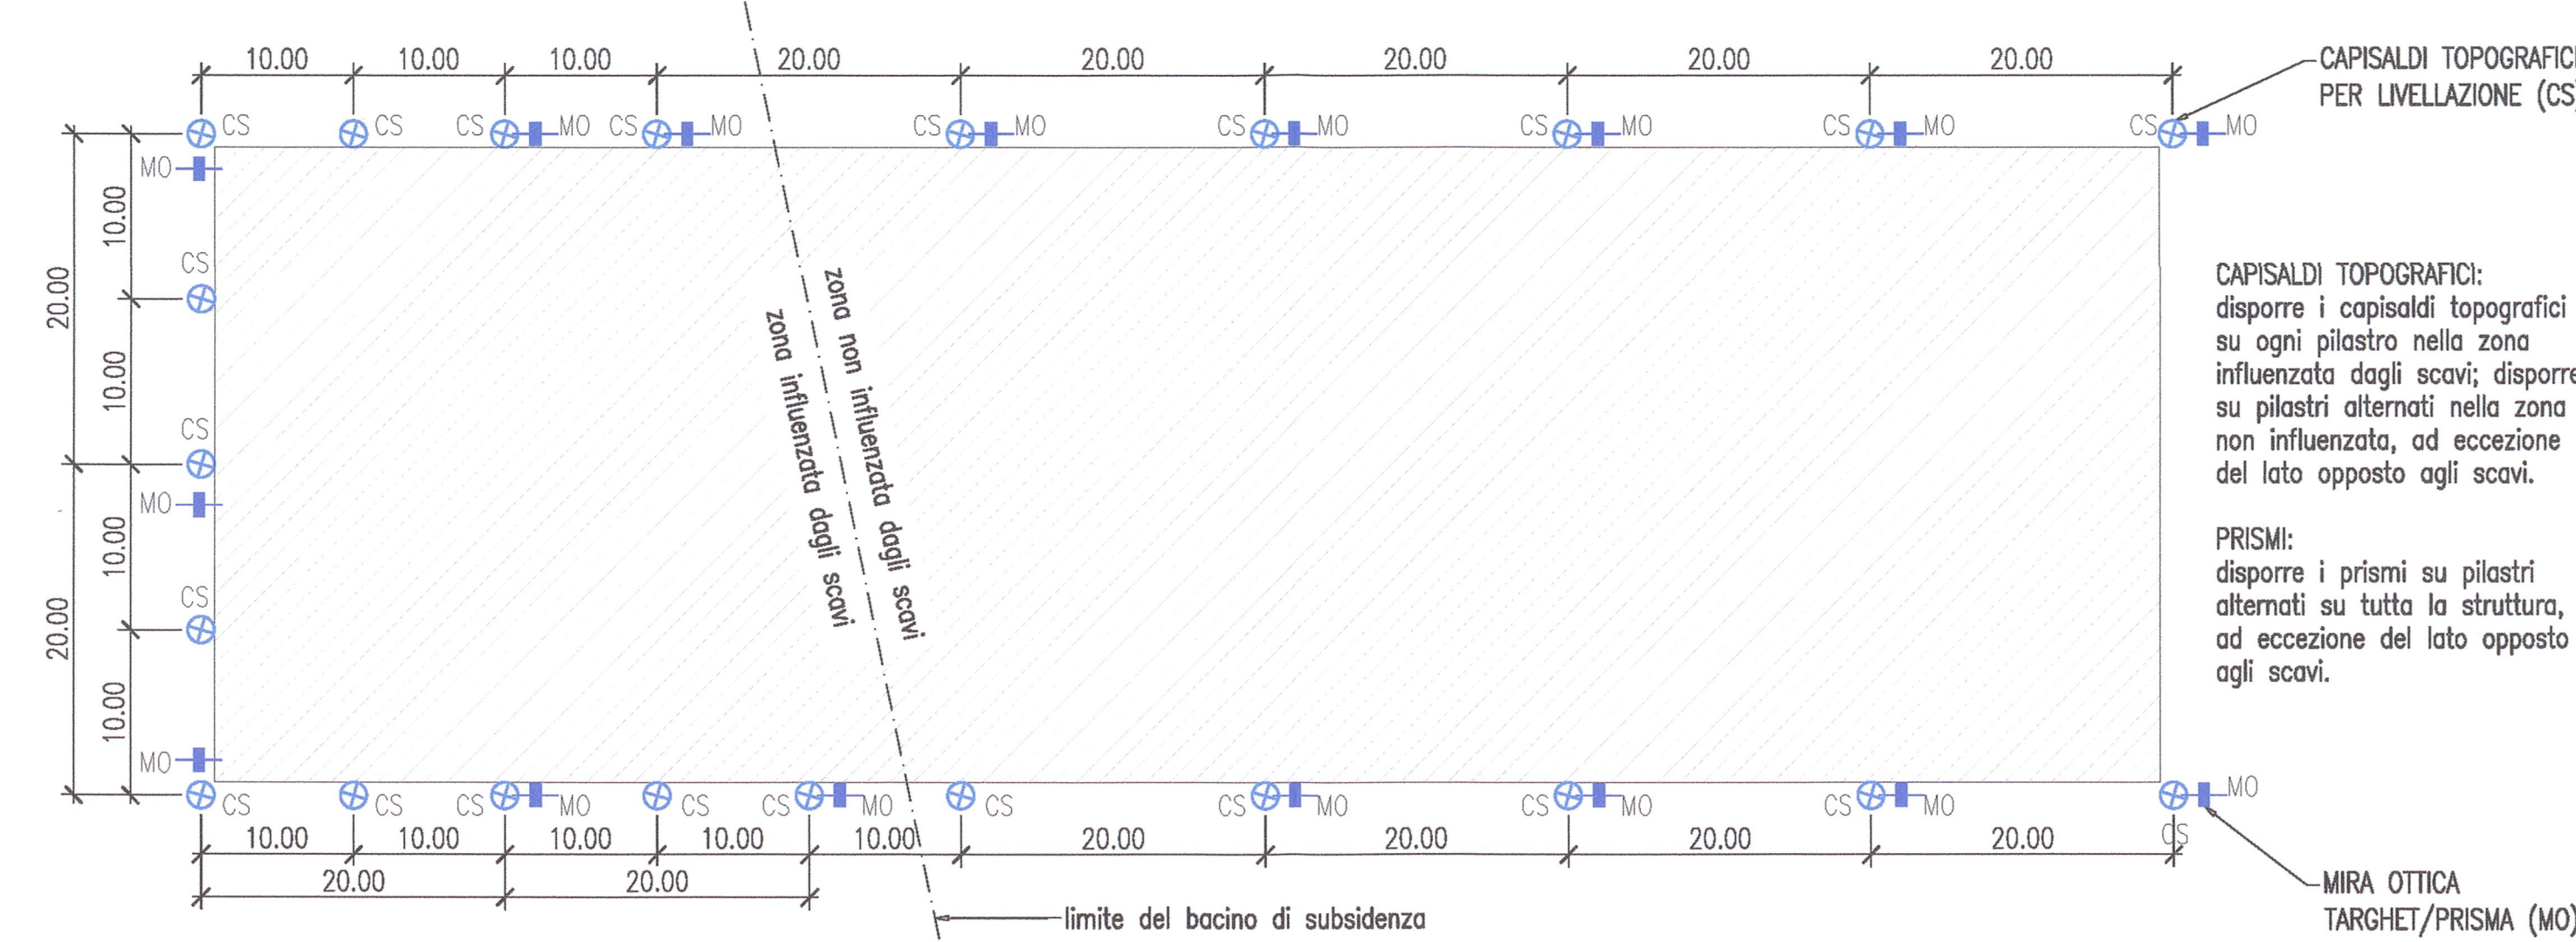 10.00 10.00 10.00 20.00 20.00 20.00 20.00 20.00
CAPISALDI TOPOGRAFICI
PER LIVELLAZIONE (CS)
CS CS CS MO CS MO CS MO CS MO CS MO CS MO CS MO
MO
10.00
20.00
CS
10.00
CS
MO
10.00
20.00
CS
10.00
MO
zona non influenzata dagli scavi
zona influenzata dagli scavi
CAPISALDI TOPOGRAFICI:
disporre i capisaldi topografici
su ogni pilastro nella zona
influenzata dagli scavi; disporre
su pilastri alternati nella zona
non influenzata, ad eccezione
del lato opposto agli scavi.
PRISMI:
disporre i prismi su pilastri
alternati su tutta la struttura,
ad eccezione del lato opposto
agli scavi.
CS CS CS MO CS CS MO CS CS MO CS MO CS MO MO
CS
10.00 10.00 10.00 10.00 10.00 20.00 20.00 20.00 20.00
20.00 20.00
limite del bacino di subsidenza
MIRA OTTICA
TARGHET/PRISMA (MO)